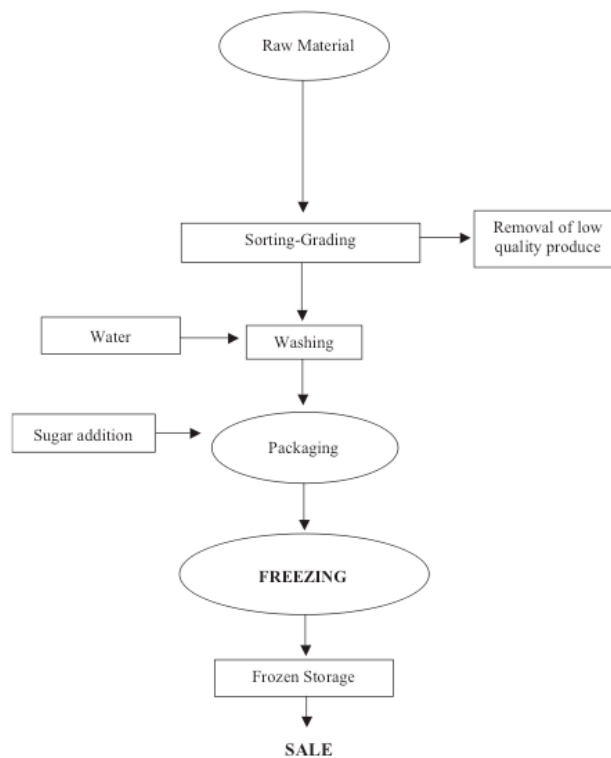 Raw Material
Sorting-Grading
Removal of low
quality produce
Water
Washing
Sugar addition
Packaging
FREEZING
Frozen Storage
SALE